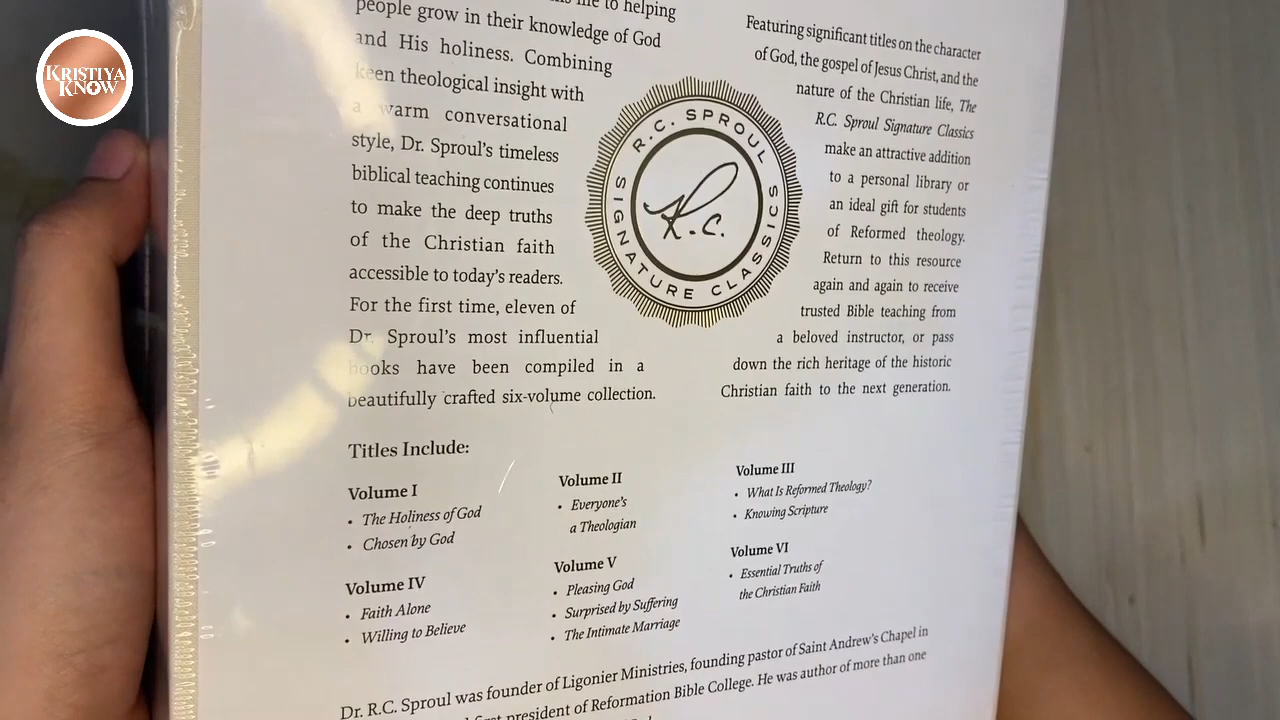 KRISTIYA
KNOW
to helping
people grow in their knowledge of God
and His holiness. Combining
keen theological insight with
a warm conversational
style, Dr. Sproul's timeless
biblical teaching continues
to make the deep truths
of the Christian faith
accessible to today's readers.
For the first time, eleven of
Dr. Sproul's most influential
books have been compiled in a
beautifully crafted six-volume collection.
R.C. SPROUL
SIGNATURE CLASSICS
R.C.
Featuring significant titles on the character
of God, the gospel of Jesus Christ, and the
nature of the Christian life, The
R.C. Sproul Signature Classics
make an attractive addition
to a personal library or
an ideal gift for students
of Reformed theology.
Return to this resource
again and again to receive
trusted Bible teaching from
a beloved instructor, or pass
down the rich heritage of the historic
Christian faith to the next generation.
Titles Include:
Volume I
• The Holiness of God
• Chosen by God
Volume II
• Everyone's
a Theologian
Volume III
• What Is Reformed Theology?
• Knowing Scripture
Volume IV
• Faith Alone
• Willing to Believe
Volume V
• Pleasing God
• Surprised by Suffering
• The Intimate Marriage
Volume VI
• Essential Truths of
the Christian Faith
Dr. R.C. Sproul was founder of Ligonier Ministries, founding pastor of Saint Andrew's Chapel in
president of Reformation Bible College. He was author of more than one